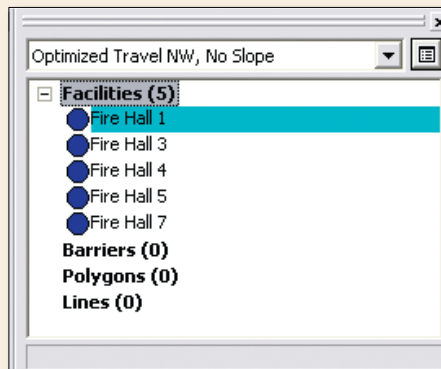 Optimized Travel NW, No Slope
Facilities (5)
Fire Hall 1
Fire Hall 3
Fire Hall 4
Fire Hall 5
Fire Hall 7
Barriers (0)
Polygons (0)
Lines (0)